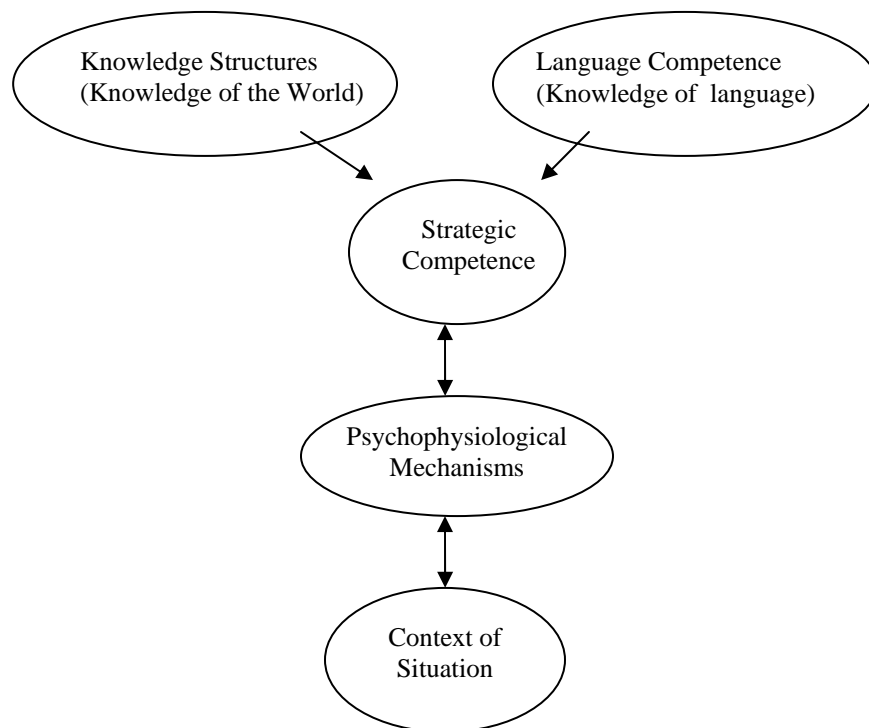 Knowledge Structures
(Knowledge of the World)
Language Competence
(Knowledge of language)
Strategic
Competence
Psychophysiological
Mechanisms
Context of
Situation